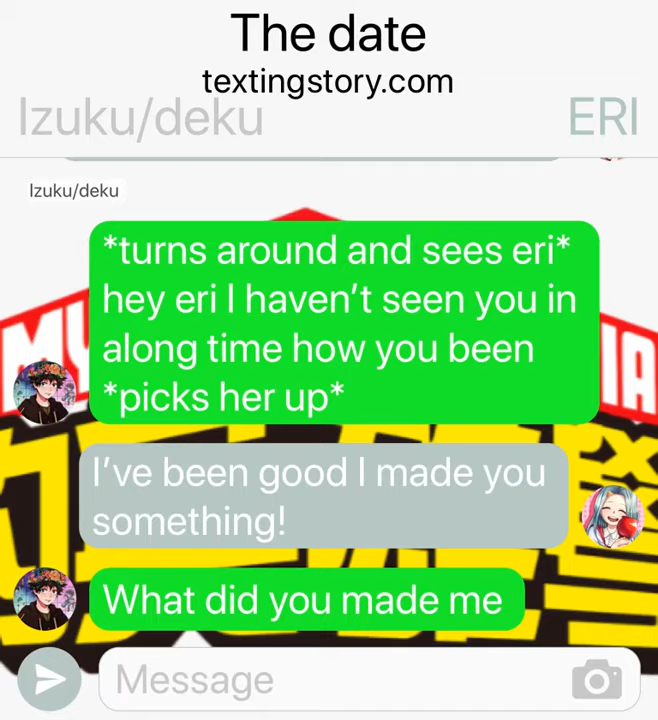 The date
textingstory.com
Izuku/deku ERI
Izuku/deku
*turns around and sees eri*
hey eri I haven't seen you in
along time how you been
*picks her up*
I've been good I made you
something!
What did you made me
Message
MY
IA